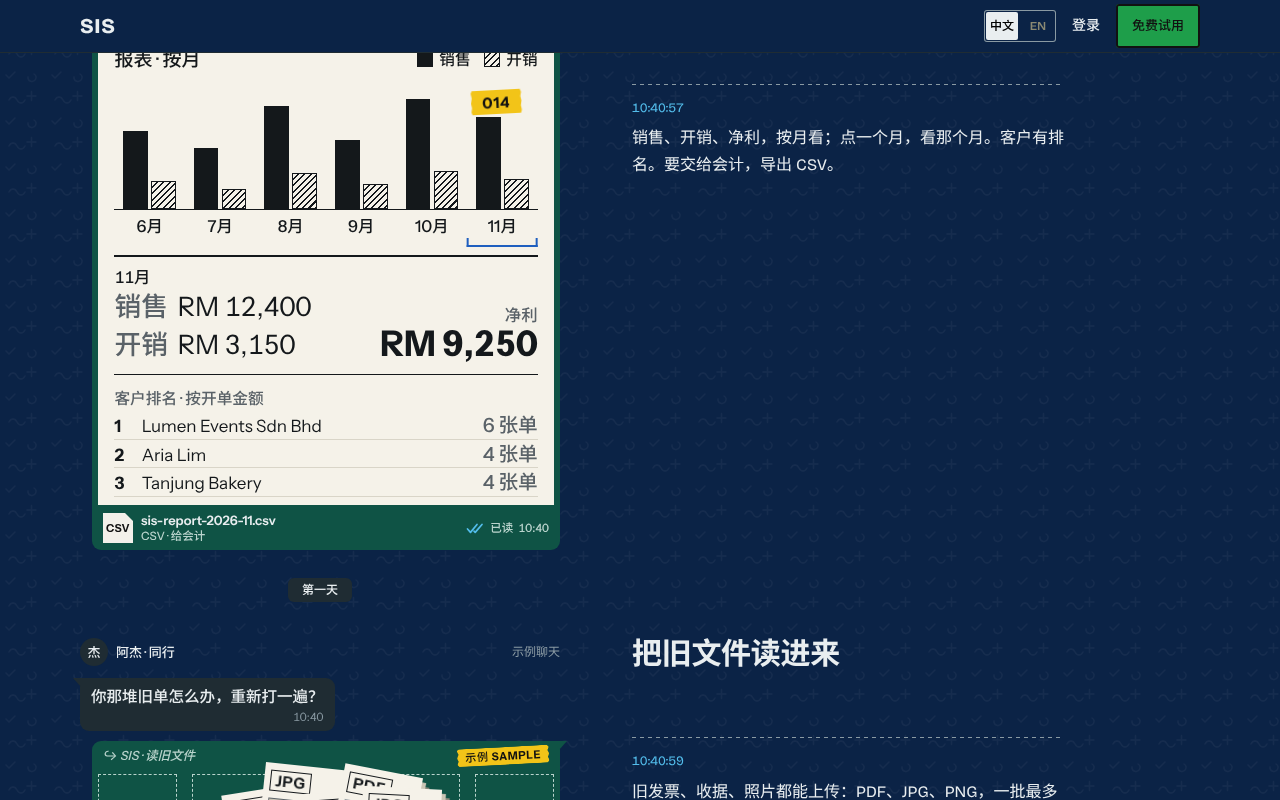 SIS
中文 EN 登录 免费试用
报表·按月 销售 开销
014
6月 7月 8月 9月 10月 11月
11月
销售 RM 12,400
开销 RM 3,150
净利
RM 9,250
客户排名·按开单金额
1 Lumen Events Sdn Bhd 6 张单
2 Aria Lim 4 张单
3 Tanjung Bakery 4 张单
CSV
sis-report-2026-11.csv
CSV·给会计
已读 10:40
10:40:57
销售、开销、净利，按月看；点一个月，看那个月。客户有排
名。要交给会计，导出 CSV。
第一天
杰 阿杰·同行 示例聊天
你那堆旧单怎么办，重新打一遍？
10:40
SIS·读旧文件
示例 SAMPLE
JPG
PDF
JPG
把旧文件读进来
10:40:59
旧发票、收据、照片都能上传：PDF、JPG、PNG，一批最多